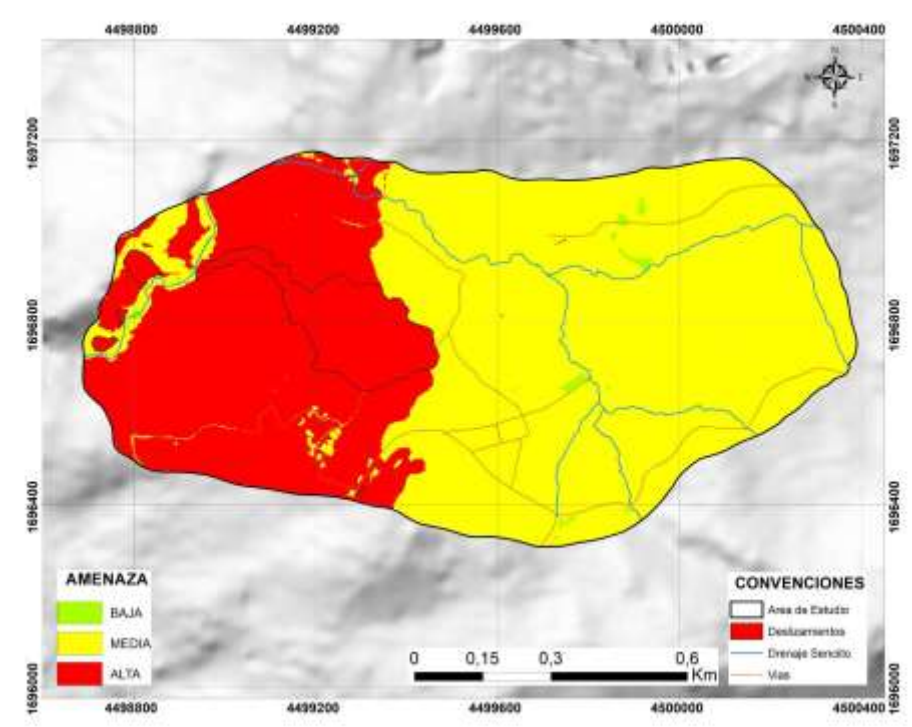 4498800 4499200 4499600 4500000 4500400
N
1697200 1697200
1696800 1696800
1696400 1696400
1696000 1696000
AMENAZA
BAJA
MEDIA
ALTA
0 0,15 0,3 0,6
Km
CONVENCIONES
Area de Estudio
Deslizamientos
Drenaje Sencillo
Vias
4498800 4499200 4499600 4500000 4500400